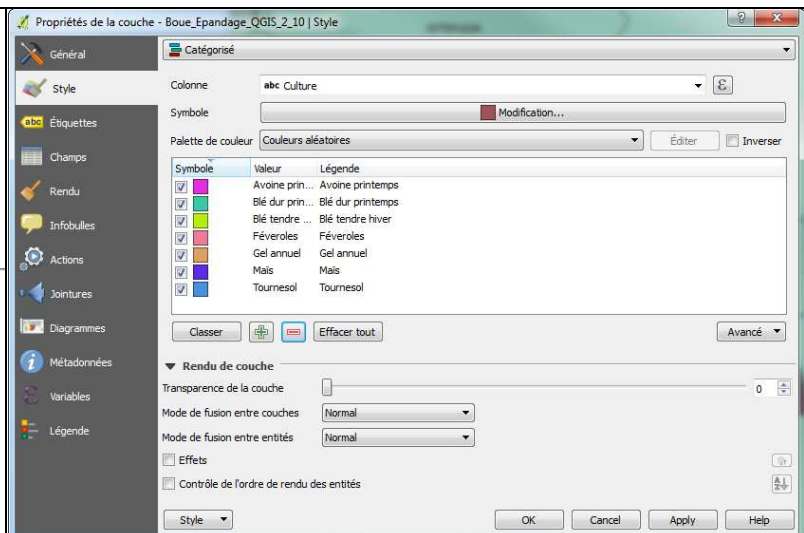 Propriétés de la couche - Boue_Epandage_QGIS_2_10 | Style
Général
Style
abc Étiquettes
Champs
Rendu
Infobulles
Actions
Jointures
Diagrammes
Métadonnées
Variables
Légende
Catégorisé
Colonne abc Culture ε
Symbole Modification...
Palette de couleur Couleurs aléatoires Éditer Inverser
Symbole Valeur Légende
Avoine prin... Avoine printemps
Blé dur prin... Blé dur printemps
Blé tendre ... Blé tendre hiver
Féveroles Féveroles
Gel annuel Gel annuel
Maïs Maïs
Tournesol Tournesol
Classer Effacer tout Avancé
Rendu de couche
Transparence de la couche 0
Mode de fusion entre couches Normal
Mode de fusion entre entités Normal
Effets
Contrôle de l'ordre de rendu des entités
Style OK Cancel Apply Help